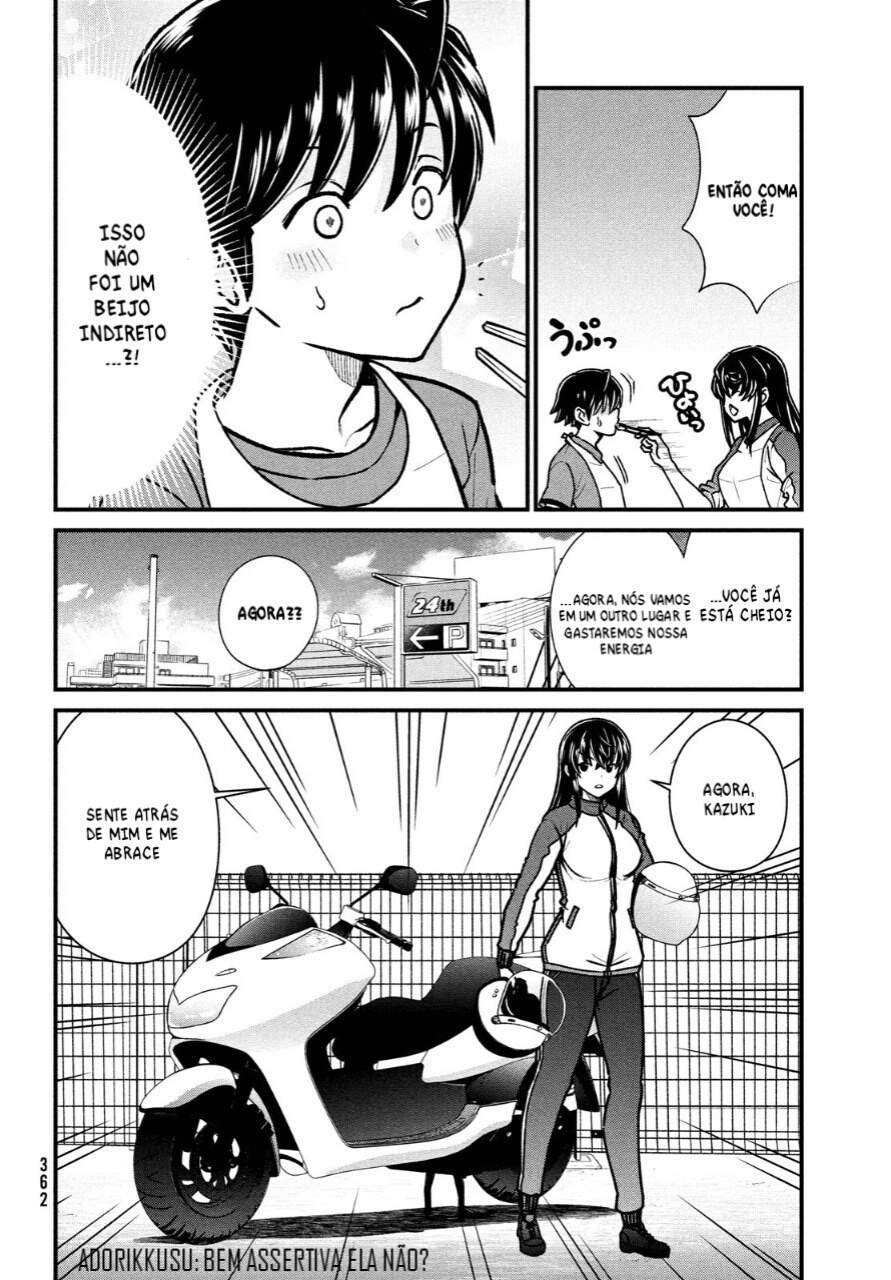 ENTÃO COMA
VOCÊ!
うぷっ
ひょいっ
ISSO
NÃO
FOI UM
BEIJO
INDIRETO
...?!
...VOCÊ JÁ
ESTÁ CHEIO?
...AGORA, NÓS VAMOS
EM UM OUTRO LUGAR E
GASTAREMOS NOSSA
ENERGIA
24th
P
AGORA??
AGORA,
KAZUKI
SENTE ATRÁS
DE MIM E ME
ABRACE
362
ADORIKKUSU: BEM ASSERTIVA ELA NÃO?